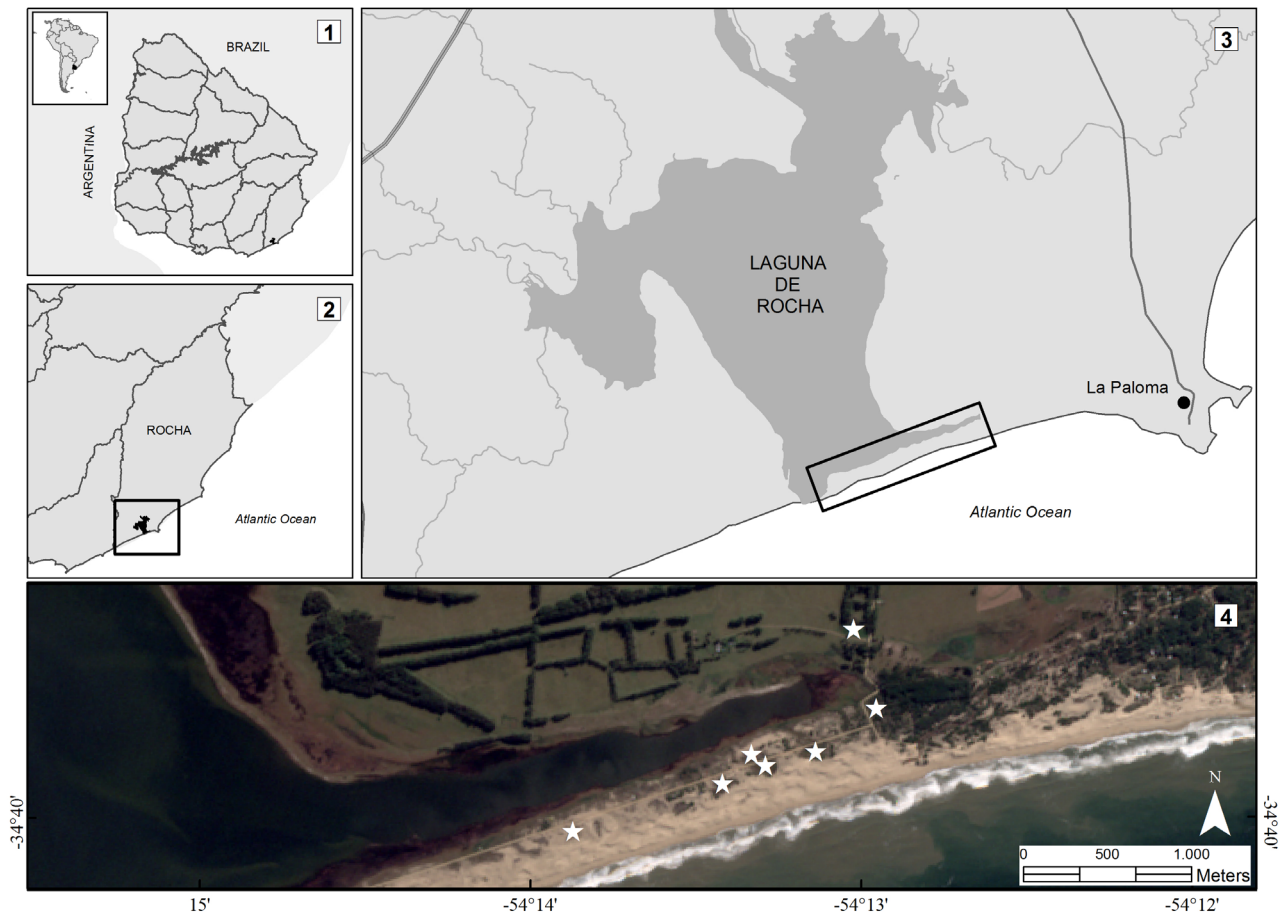 1
BRAZIL
ARGENTINA
2
ROCHA
Atlantic Ocean
3
LAGUNA
DE
ROCHA
La Paloma
Atlantic Ocean
4
N
0 500 1.000
Meters
-34°40'
-34°40'
15'
-54°14'
-54°13'
-54°12'